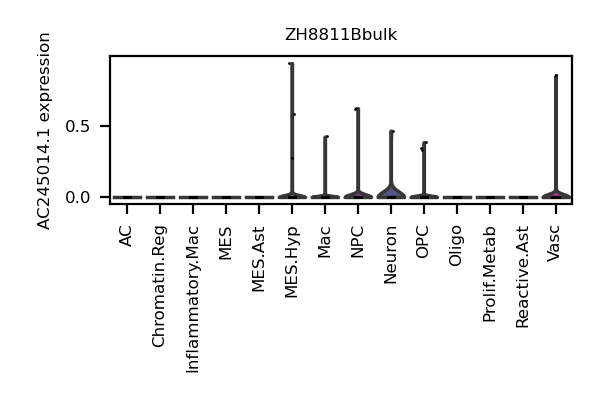 ZH8811Bbulk
AC245014.1 expression
0.5
0.0
AC
Chromatin.Reg
Inflammatory.Mac
MES
MES.Ast
MES.Hyp
Mac
NPC
Neuron
OPC
Oligo
Prolif.Metab
Reactive.Ast
Vasc